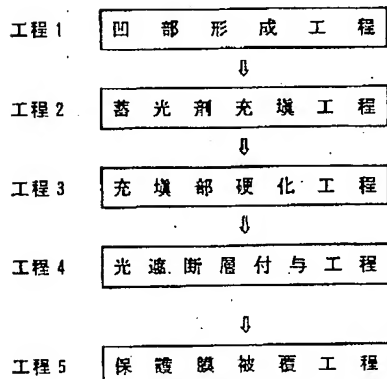 工程1 凹部形成工程
⇩
工程2 蓄光剤充填工程
⇩
工程3 充填部硬化工程
⇩
工程4 光遮断層付与工程
⇩
工程5 保護膜被覆工程